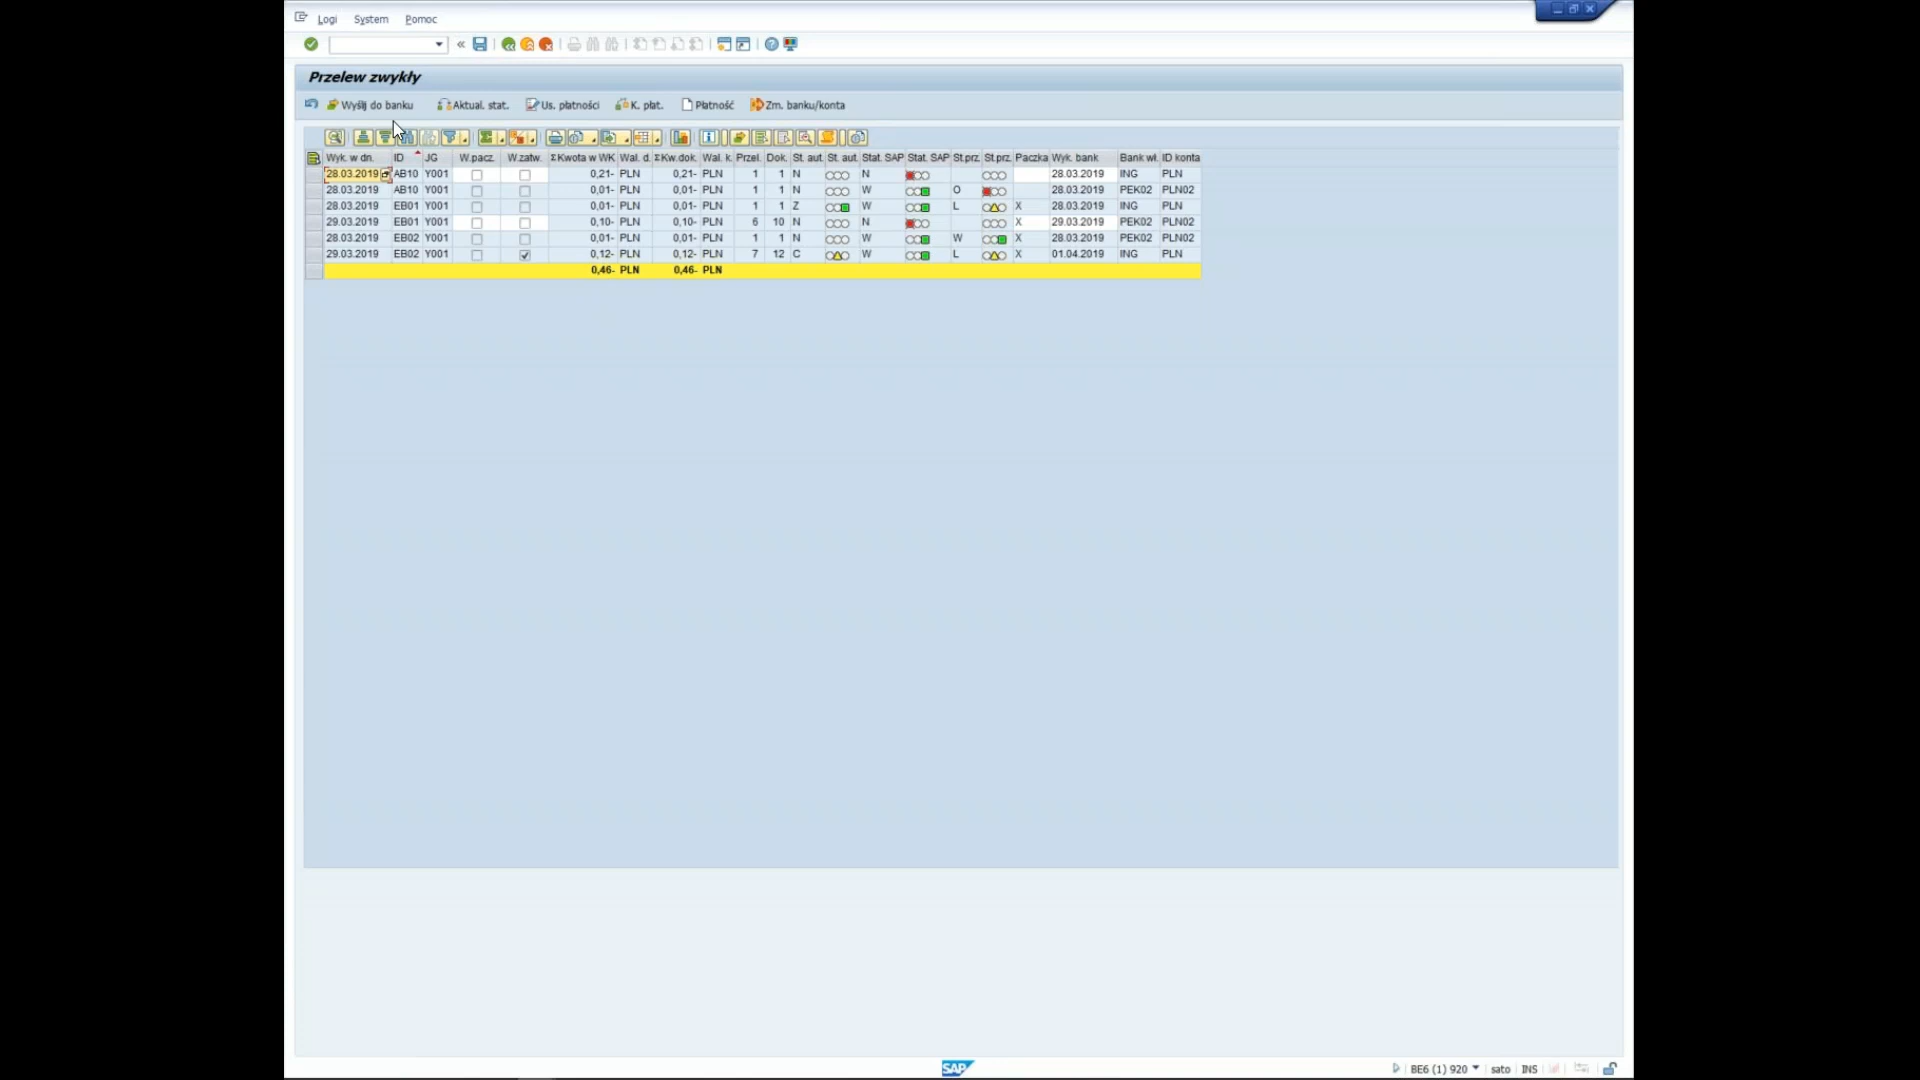 Logi System Pomoc
Przelew zwykły
Wyślij do banku Aktual. stat. Us. płatności K. płat. Płatność Zm. banku/konta
Wyk. w dn. ID JG W.pacz. W.zatw. ΣKwota w WK Wal. d. ΣKw.dok. Wal. k. Przel. Dok. St. aut. St. aut. Stat. SAP Stat. SAP St.prz. St.prz. Paczka Wyk. bank Bank wł. ID konta
28.03.2019 AB10 Y001 0,21- PLN 0,21- PLN 1 1 N N 28.03.2019 ING PLN
28.03.2019 AB10 Y001 0,01- PLN 0,01- PLN 1 1 N W O 28.03.2019 PEK02 PLN02
28.03.2019 EB01 Y001 0,01- PLN 0,01- PLN 1 1 Z W L X 28.03.2019 ING PLN
29.03.2019 EB01 Y001 0,10- PLN 0,10- PLN 6 10 N N X 29.03.2019 PEK02 PLN02
28.03.2019 EB02 Y001 0,01- PLN 0,01- PLN 1 1 N W W X 28.03.2019 PEK02 PLN02
29.03.2019 EB02 Y001 0,12- PLN 0,12- PLN 7 12 C W L X 01.04.2019 ING PLN
0,46- PLN 0,46- PLN
SAP
BE6 (1) 920 sato INS